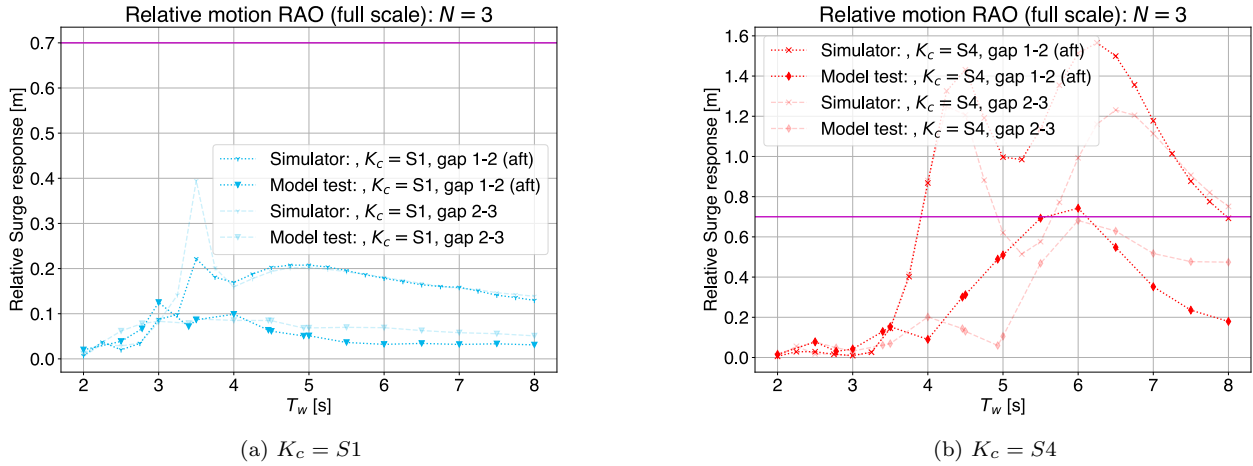 Relative motion RAO (full scale): N = 3
Relative Surge response [m]
0.7
0.6
0.5
0.4
0.3
0.2
0.1
0.0
Simulator: , K_c = S1, gap 1-2 (aft)
Model test: , K_c = S1, gap 1-2 (aft)
Simulator: , K_c = S1, gap 2-3
Model test: , K_c = S1, gap 2-3
2 3 4 5 6 7 8
T_w [s]
(a) K_c = S1
Relative motion RAO (full scale): N = 3
Relative Surge response [m]
1.6
1.4
1.2
1.0
0.8
0.6
0.4
0.2
0.0
Simulator: , K_c = S4, gap 1-2 (aft)
Model test: , K_c = S4, gap 1-2 (aft)
Simulator: , K_c = S4, gap 2-3
Model test: , K_c = S4, gap 2-3
2 3 4 5 6 7 8
T_w [s]
(b) K_c = S4